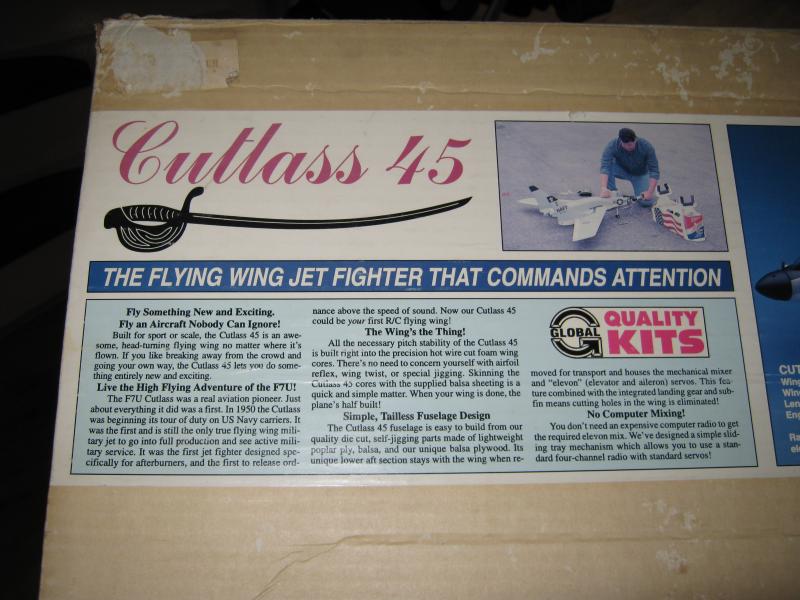 Cutlass 45
THE FLYING WING JET FIGHTER THAT COMMANDS ATTENTION
Fly Something New and Exciting.
Fly an Aircraft Nobody Can Ignore!
Built for sport or scale, the Cutlass 45 is an awe-
some, head-turning flying wing no matter where it's
flown. If you like breaking away from the crowd and
going your own way, the Cutlass 45 lets you do some-
thing entirely new and exciting.
Live the High Flying Adventure of the F7U!
The F7U Cutlass was a real aviation pioneer. Just
about everything it did was a first. In 1950 the Cutlass
was beginning its tour of duty on US Navy carriers. It
was the first and is still the only true flying wing mili-
tary jet to go into full production and see active mili-
tary service. It was the first jet fighter designed spe-
cifically for afterburners, and the first to release ord-
nance above the speed of sound. Now our Cutlass 45
could be your first R/C flying wing!
The Wing's the Thing!
All the necessary pitch stability of the Cutlass 45
is built right into the precision hot wire cut foam wing
cores. There's no need to concern yourself with airfoil
reflex, wing twist, or special jigging. Skinning the
Cutlass 45 cores with the supplied balsa sheeting is a
quick and simple matter. When your wing is done, the
plane's half built!
Simple, Tailless Fuselage Design
The Cutlass 45 fuselage is easy to build from our
quality die cut, self-jigging parts made of lightweight
poplar ply, balsa, and our unique balsa plywood. Its
unique lower aft section stays with the wing when re-
GLOBAL
QUALITY
KITS
moved for transport and houses the mechanical mixer
and "elevon" (elevator and aileron) servos. This fea-
ture combined with the integrated landing gear and sub-
fin means cutting holes in the wing is eliminated!
No Computer Mixing!
You don't need an expensive computer radio to get
the required elevon mix. We've designed a simple slid-
ing tray mechanism which allows you to use a stan-
dard four-channel radio with standard servos!
CUT
Wing
Win
Len
Eng
Ra
ele